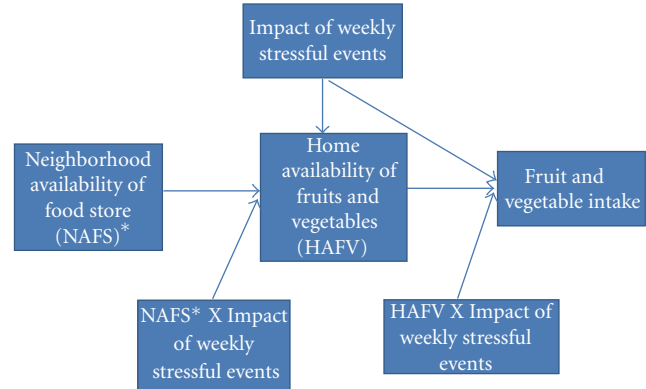 Impact of weekly
stressful events
Neighborhood
availability of
food store
(NAFS)*
Home
availability of
fruits and
vegetables
(HAFV)
Fruit and
vegetable intake
NAFS* X Impact
of weekly
stressful events
HAFV X Impact of
weekly stressful
events